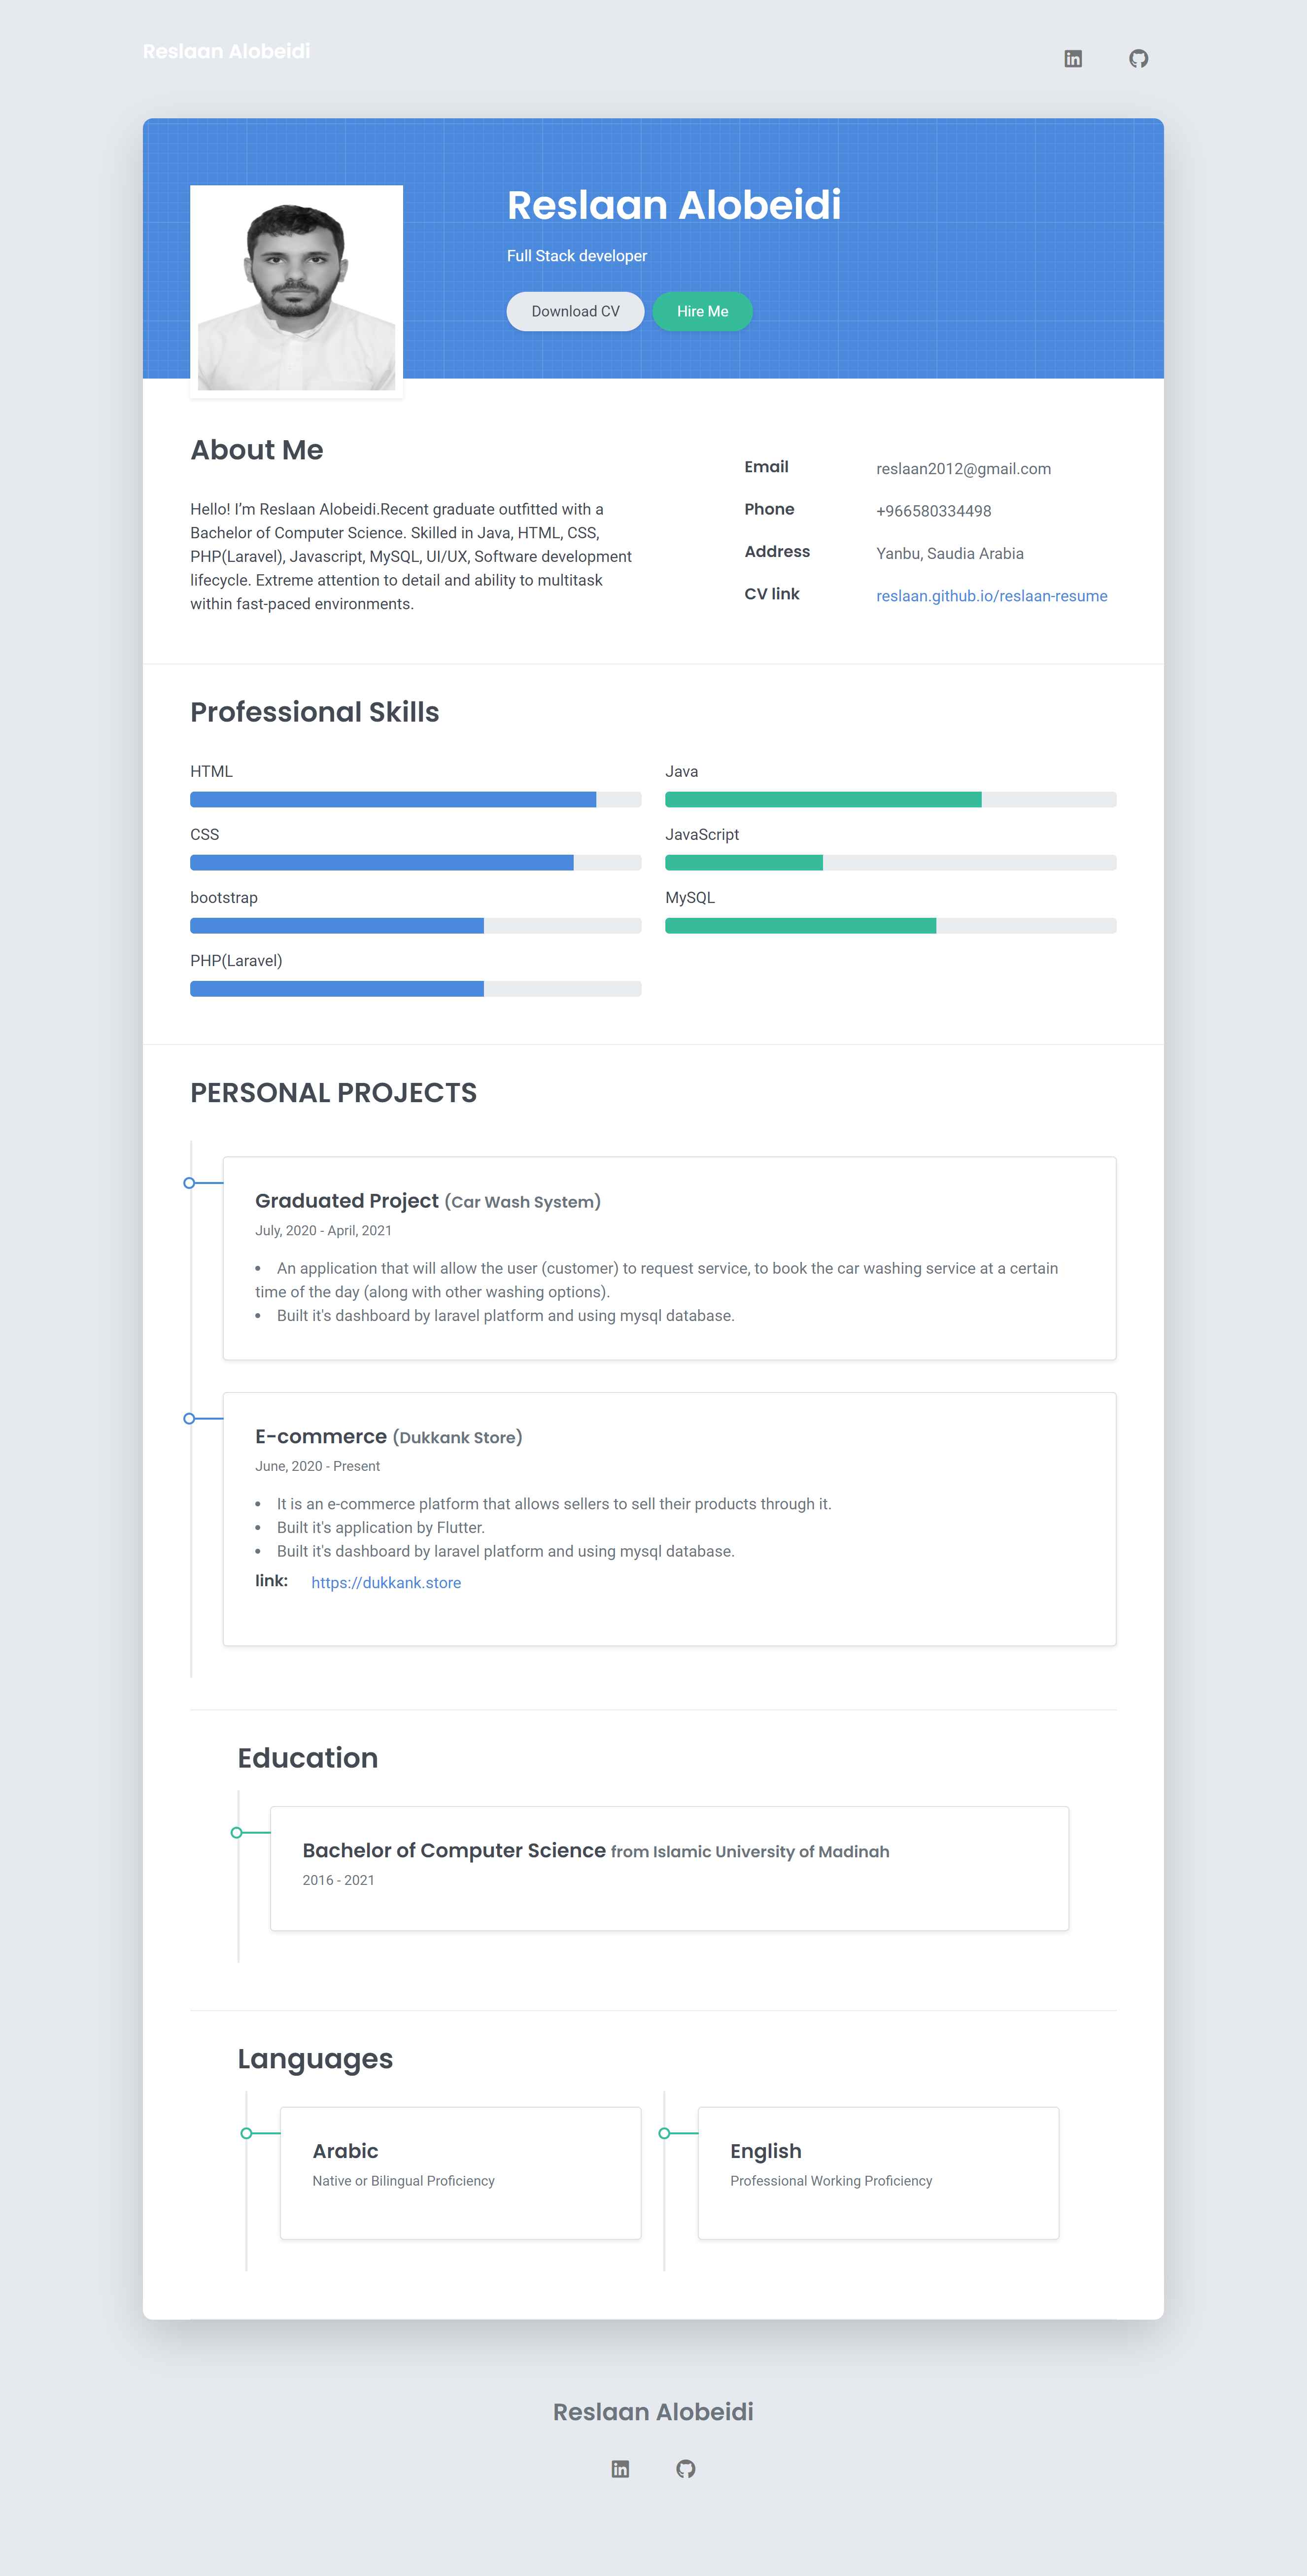 Reslaan Alobeidi
Reslaan Alobeidi
Full Stack developer
Download CV
Hire Me
About Me
Hello! I’m Reslaan Alobeidi.Recent graduate outfitted with a
Bachelor of Computer Science. Skilled in Java, HTML, CSS,
PHP(Laravel), Javascript, MySQL, UI/UX, Software development
lifecycle. Extreme attention to detail and ability to multitask
within fast-paced environments.
Email reslaan2012@gmail.com
Phone +966580334498
Address Yanbu, Saudia Arabia
CV link reslaan.github.io/reslaan-resume
Professional Skills
HTML
CSS
bootstrap
PHP(Laravel)
Java
JavaScript
MySQL
PERSONAL PROJECTS
Graduated Project (Car Wash System)
July, 2020 - April, 2021
• An application that will allow the user (customer) to request service, to book the car washing service at a certain
time of the day (along with other washing options).
• Built it's dashboard by laravel platform and using mysql database.
E-commerce (Dukkank Store)
June, 2020 - Present
• It is an e-commerce platform that allows sellers to sell their products through it.
• Built it's application by Flutter.
• Built it's dashboard by laravel platform and using mysql database.
link: https://dukkank.store
Education
Bachelor of Computer Science from Islamic University of Madinah
2016 - 2021
Languages
Arabic
Native or Bilingual Proficiency
English
Professional Working Proficiency
Reslaan Alobeidi